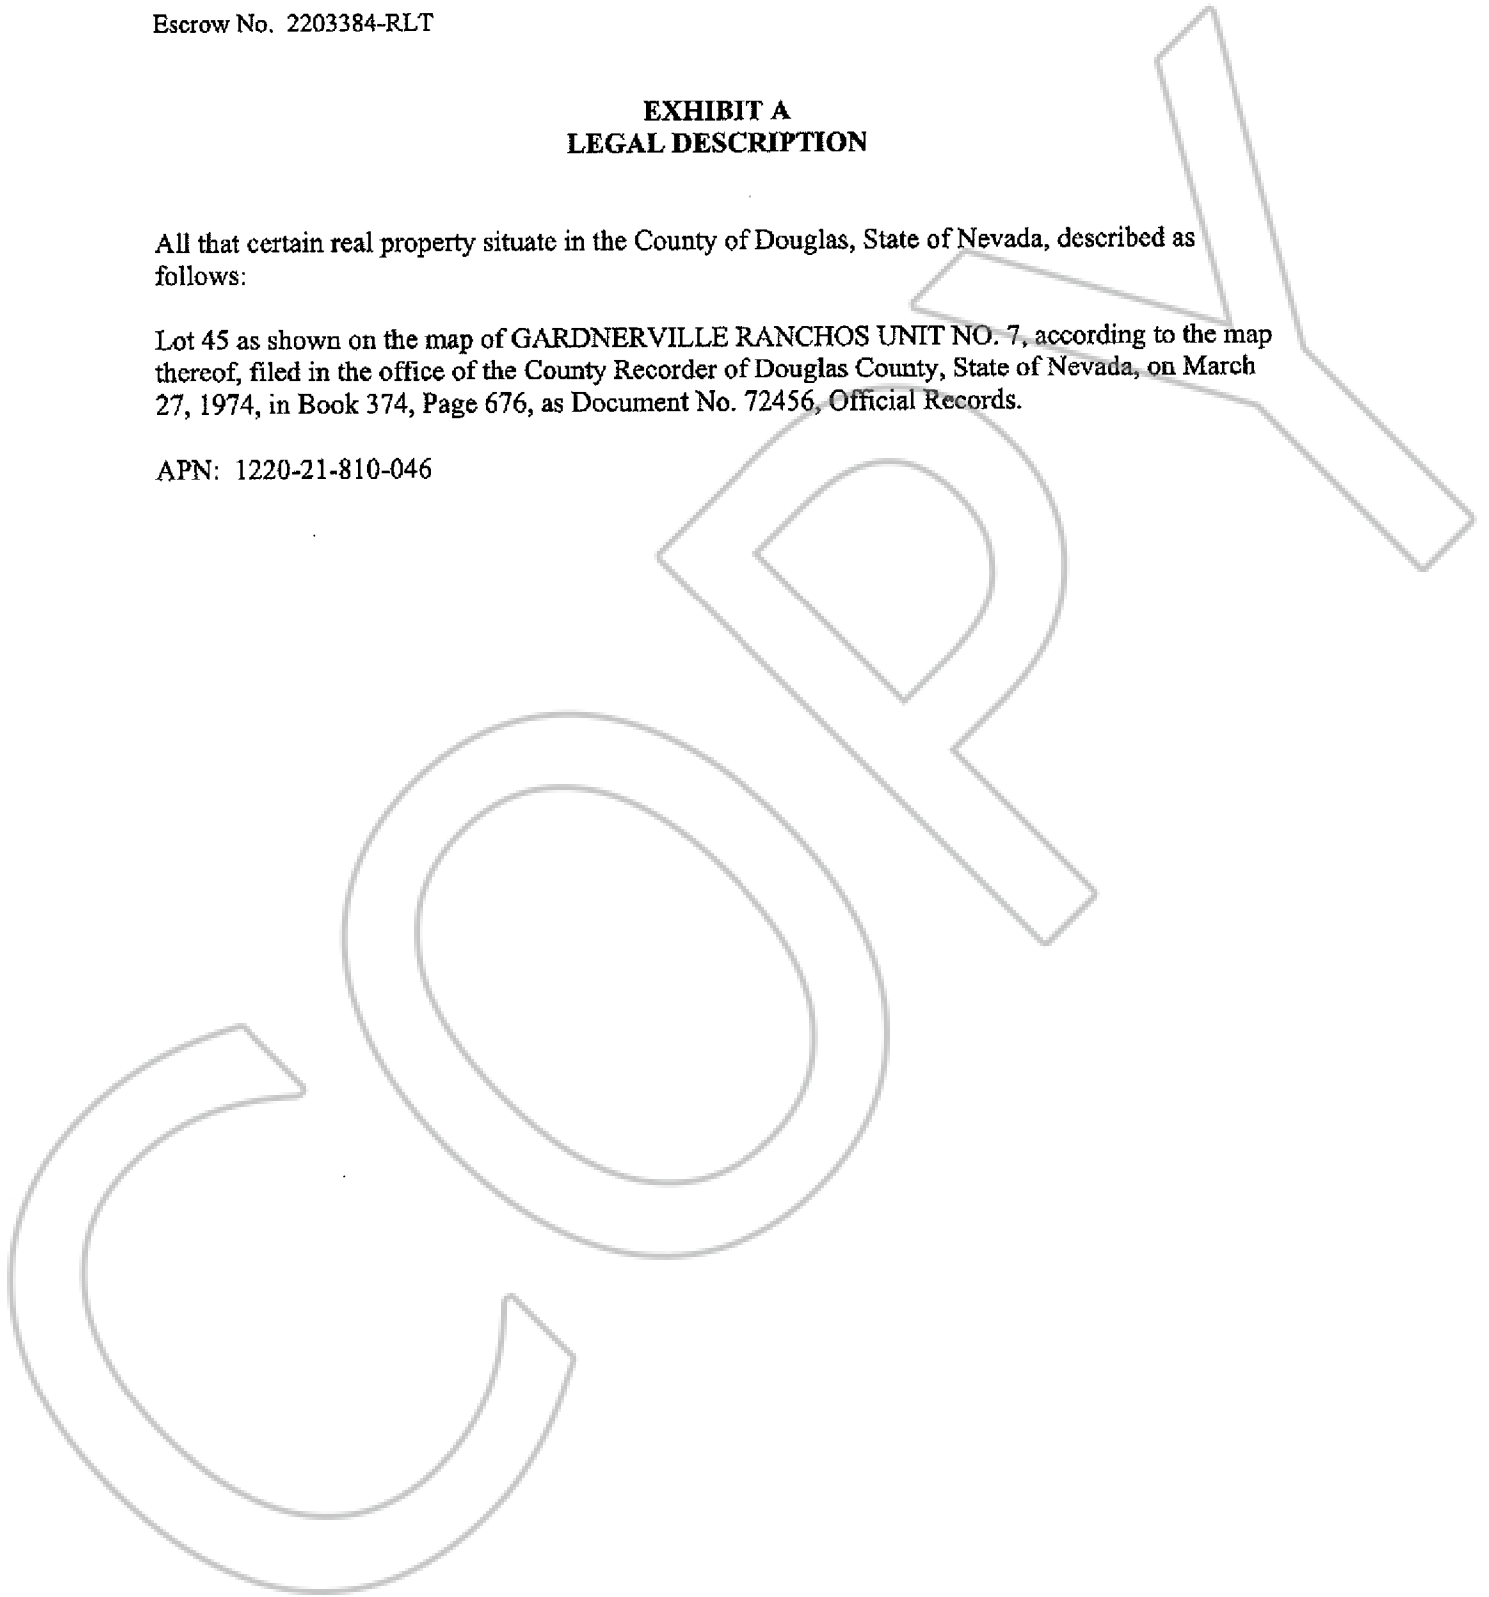 Escrow No. 2203384-RLT
EXHIBIT A
LEGAL DESCRIPTION
All that certain real property situate in the County of Douglas, State of Nevada, described as
follows:
Lot 45 as shown on the map of GARDNERVILLE RANCHOS UNIT NO. 7, according to the map
thereof, filed in the office of the County Recorder of Douglas County, State of Nevada, on March
27, 1974, in Book 374, Page 676, as Document No. 72456, Official Records.
APN: 1220-21-810-046
COPY